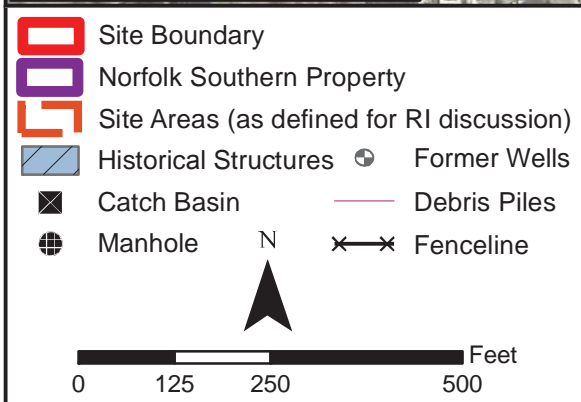 Site Boundary
Norfolk Southern Property
Site Areas (as defined for RI discussion)
Historical Structures Former Wells
Catch Basin Debris Piles
Manhole N Fenceline
Feet
0 125 250 500